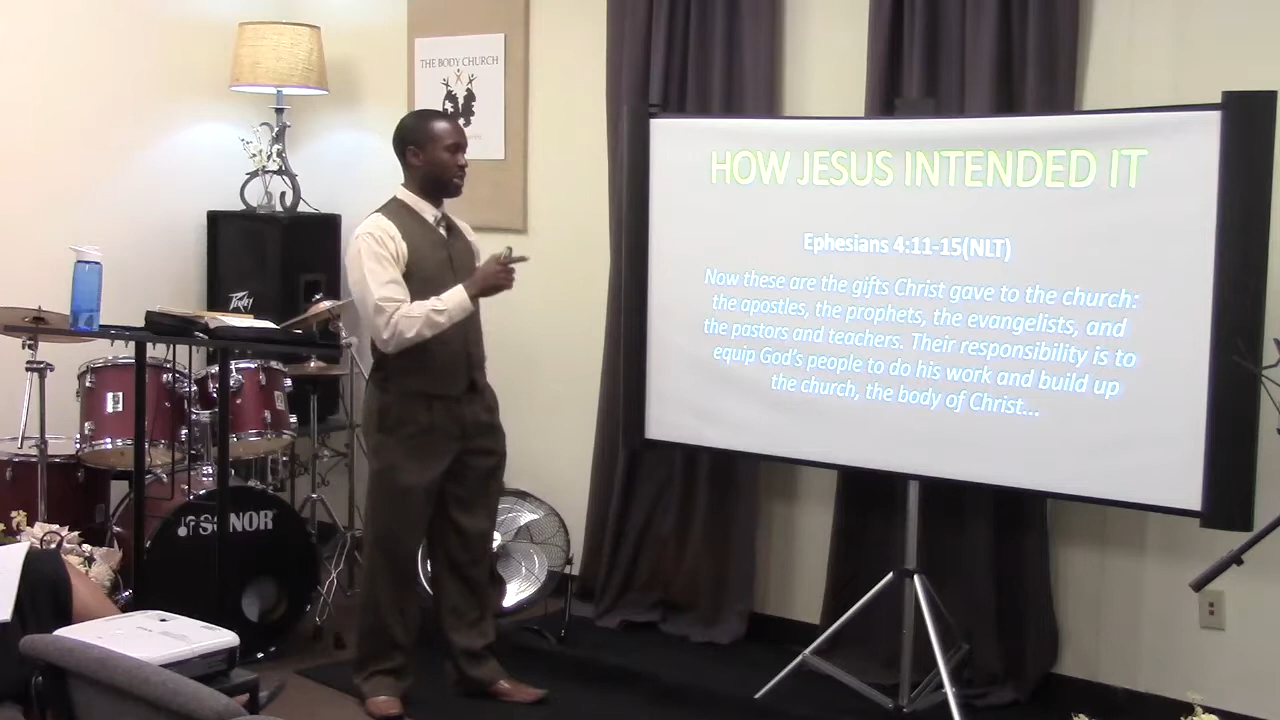 THE BODY CHURCH
HOW JESUS INTENDED IT
Ephesians 4:11-15(NLT)
Now these are the gifts Christ gave to the church:
the apostles, the prophets, the evangelists, and
the pastors and teachers. Their responsibility is to
equip God's people to do his work and build up
the church, the body of Christ...
Peavey
SONOR